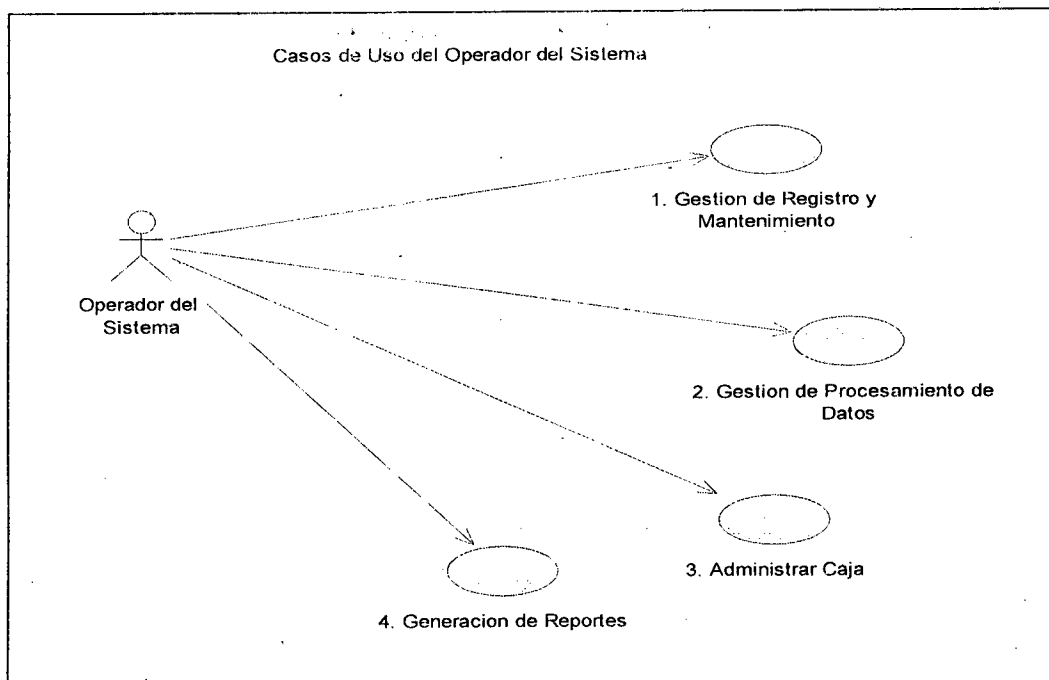 Casos de Uso del Operador del Sistema
1. Gestion de Registro y
Mantenimiento
Operador del
Sistema
2. Gestion de Procesamiento de
Datos
3. Administrar Caja
4. Generacion de Reportes